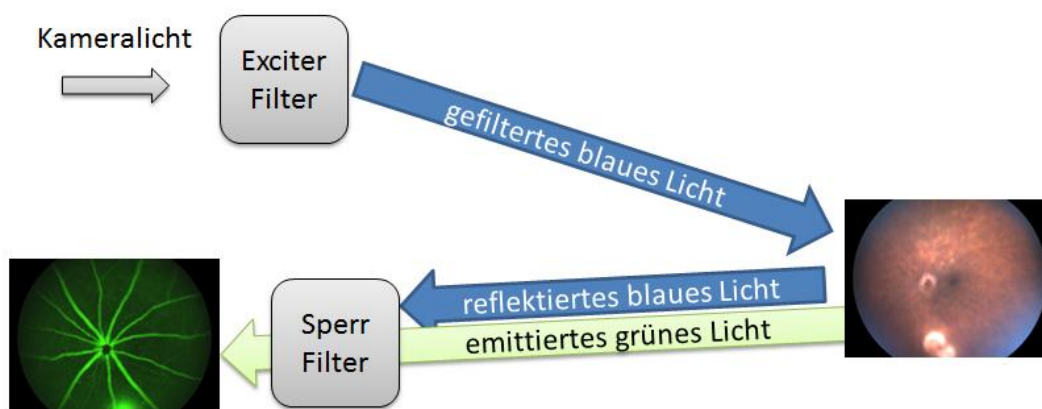 Kameralicht
Exciter
Filter
gefiltertes blaues Licht
reflektiertes blaues Licht
Sperr
Filter
emittiertes grünes Licht